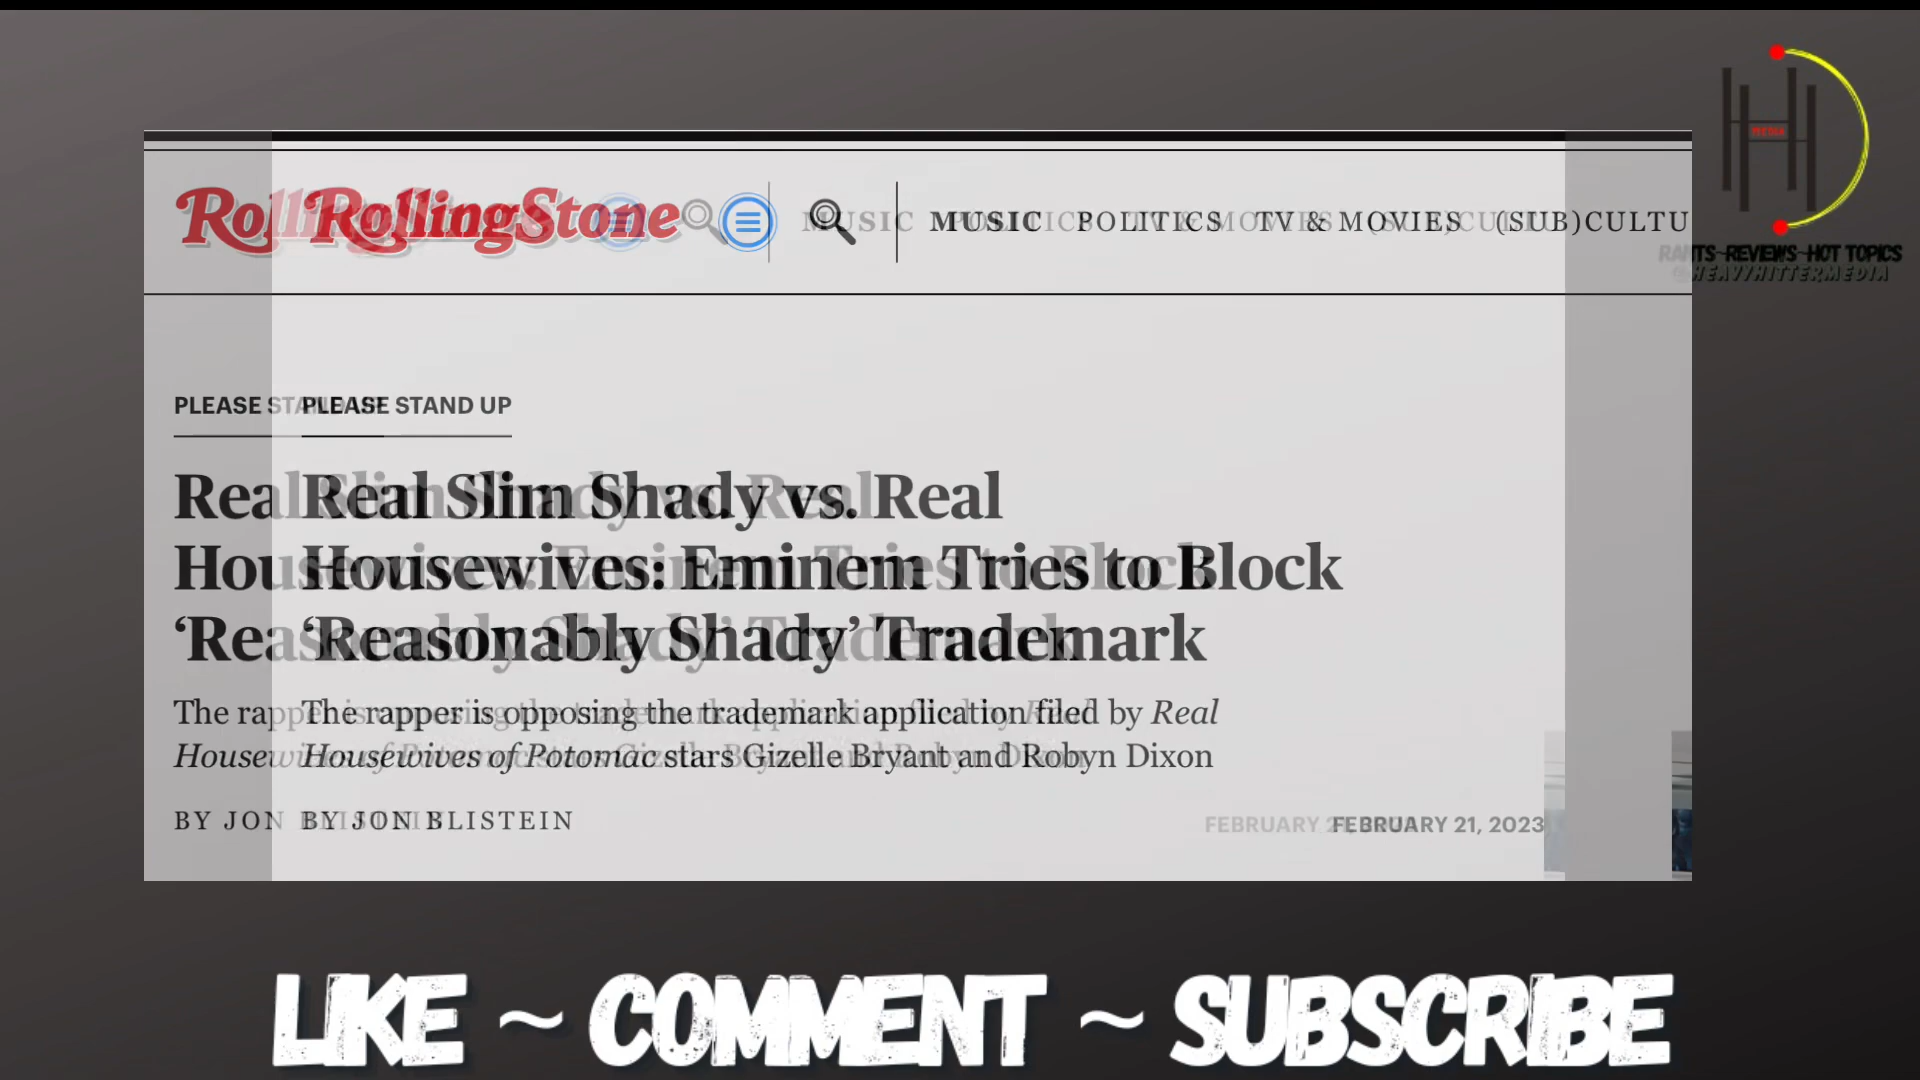 MEDIA
RollingStone
MUSIC POLITICS TV & MOVIES (SUB)CULTU
RANTS~REVIEWS~HOT TOPICS
@HEAVYHITTERMEDIA
PLEASE STAND UP
Real Slim Shady vs. Real
Housewives: Eminem Tries to Block
‘Reasonably Shady’ Trademark
The rapper is opposing the trademark application filed by Real
Housewives of Potomac stars Gizelle Bryant and Robyn Dixon
BY JON BLISTEIN
FEBRUARY 21, 2023
LIKE ~ COMMENT ~ SUBSCRIBE